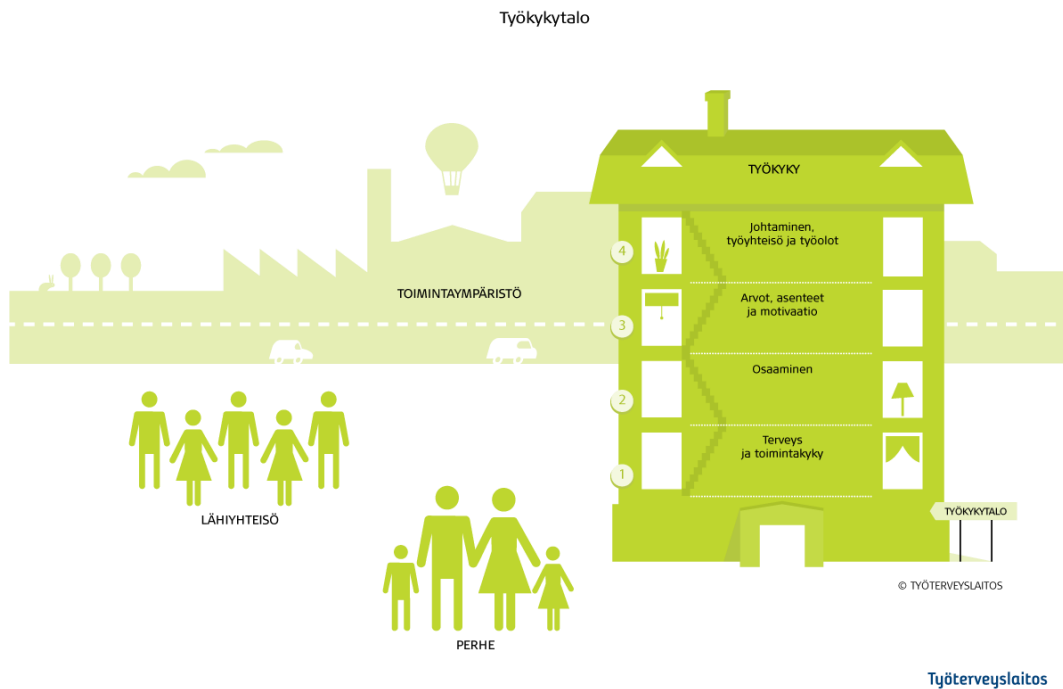 Työkykytalo
TYÖKYKY
4
Johtaminen,
työyhteisö ja työolot
TOIMINTAYMPÄRISTÖ
3
Arvot, asenteet
ja motivaatio
2
Osaaminen
1
Terveys
ja toimintakyky
LÄHIYHTEISÖ
PERHE
TYÖKYKYTALO
© TYÖTERVEYSLAITOS
Työterveyslaitos